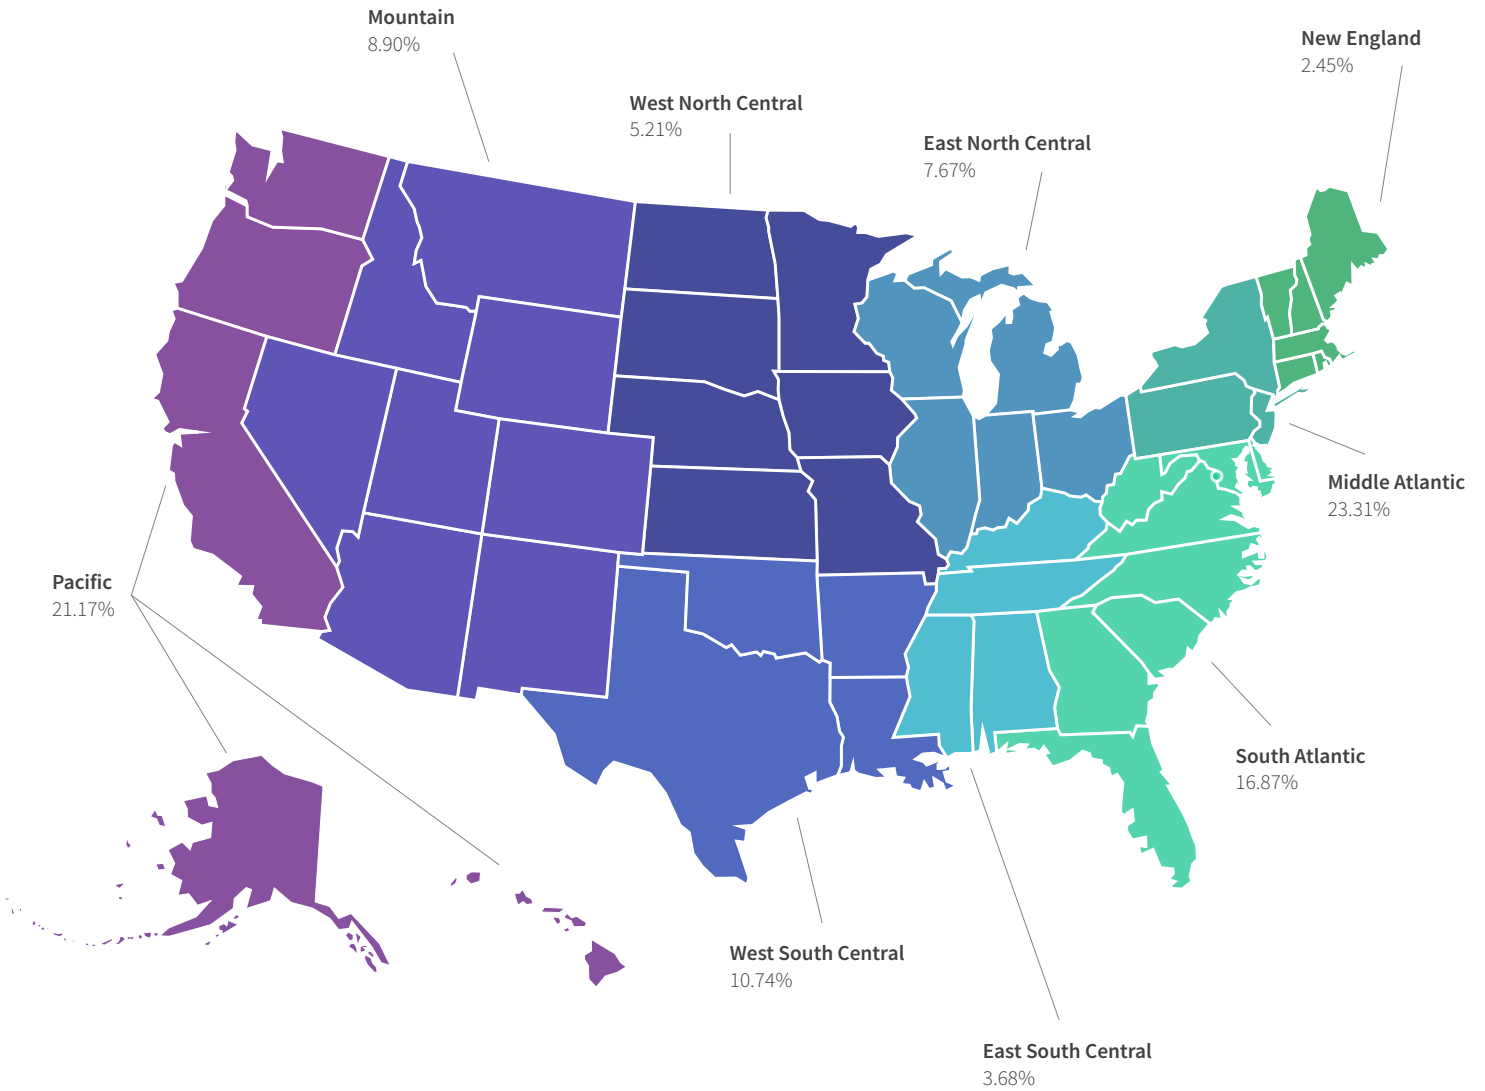 Mountain
8.90%
New England
2.45%
West North Central
5.21%
East North Central
7.67%
Middle Atlantic
23.31%
Pacific
21.17%
South Atlantic
16.87%
West South Central
10.74%
East South Central
3.68%